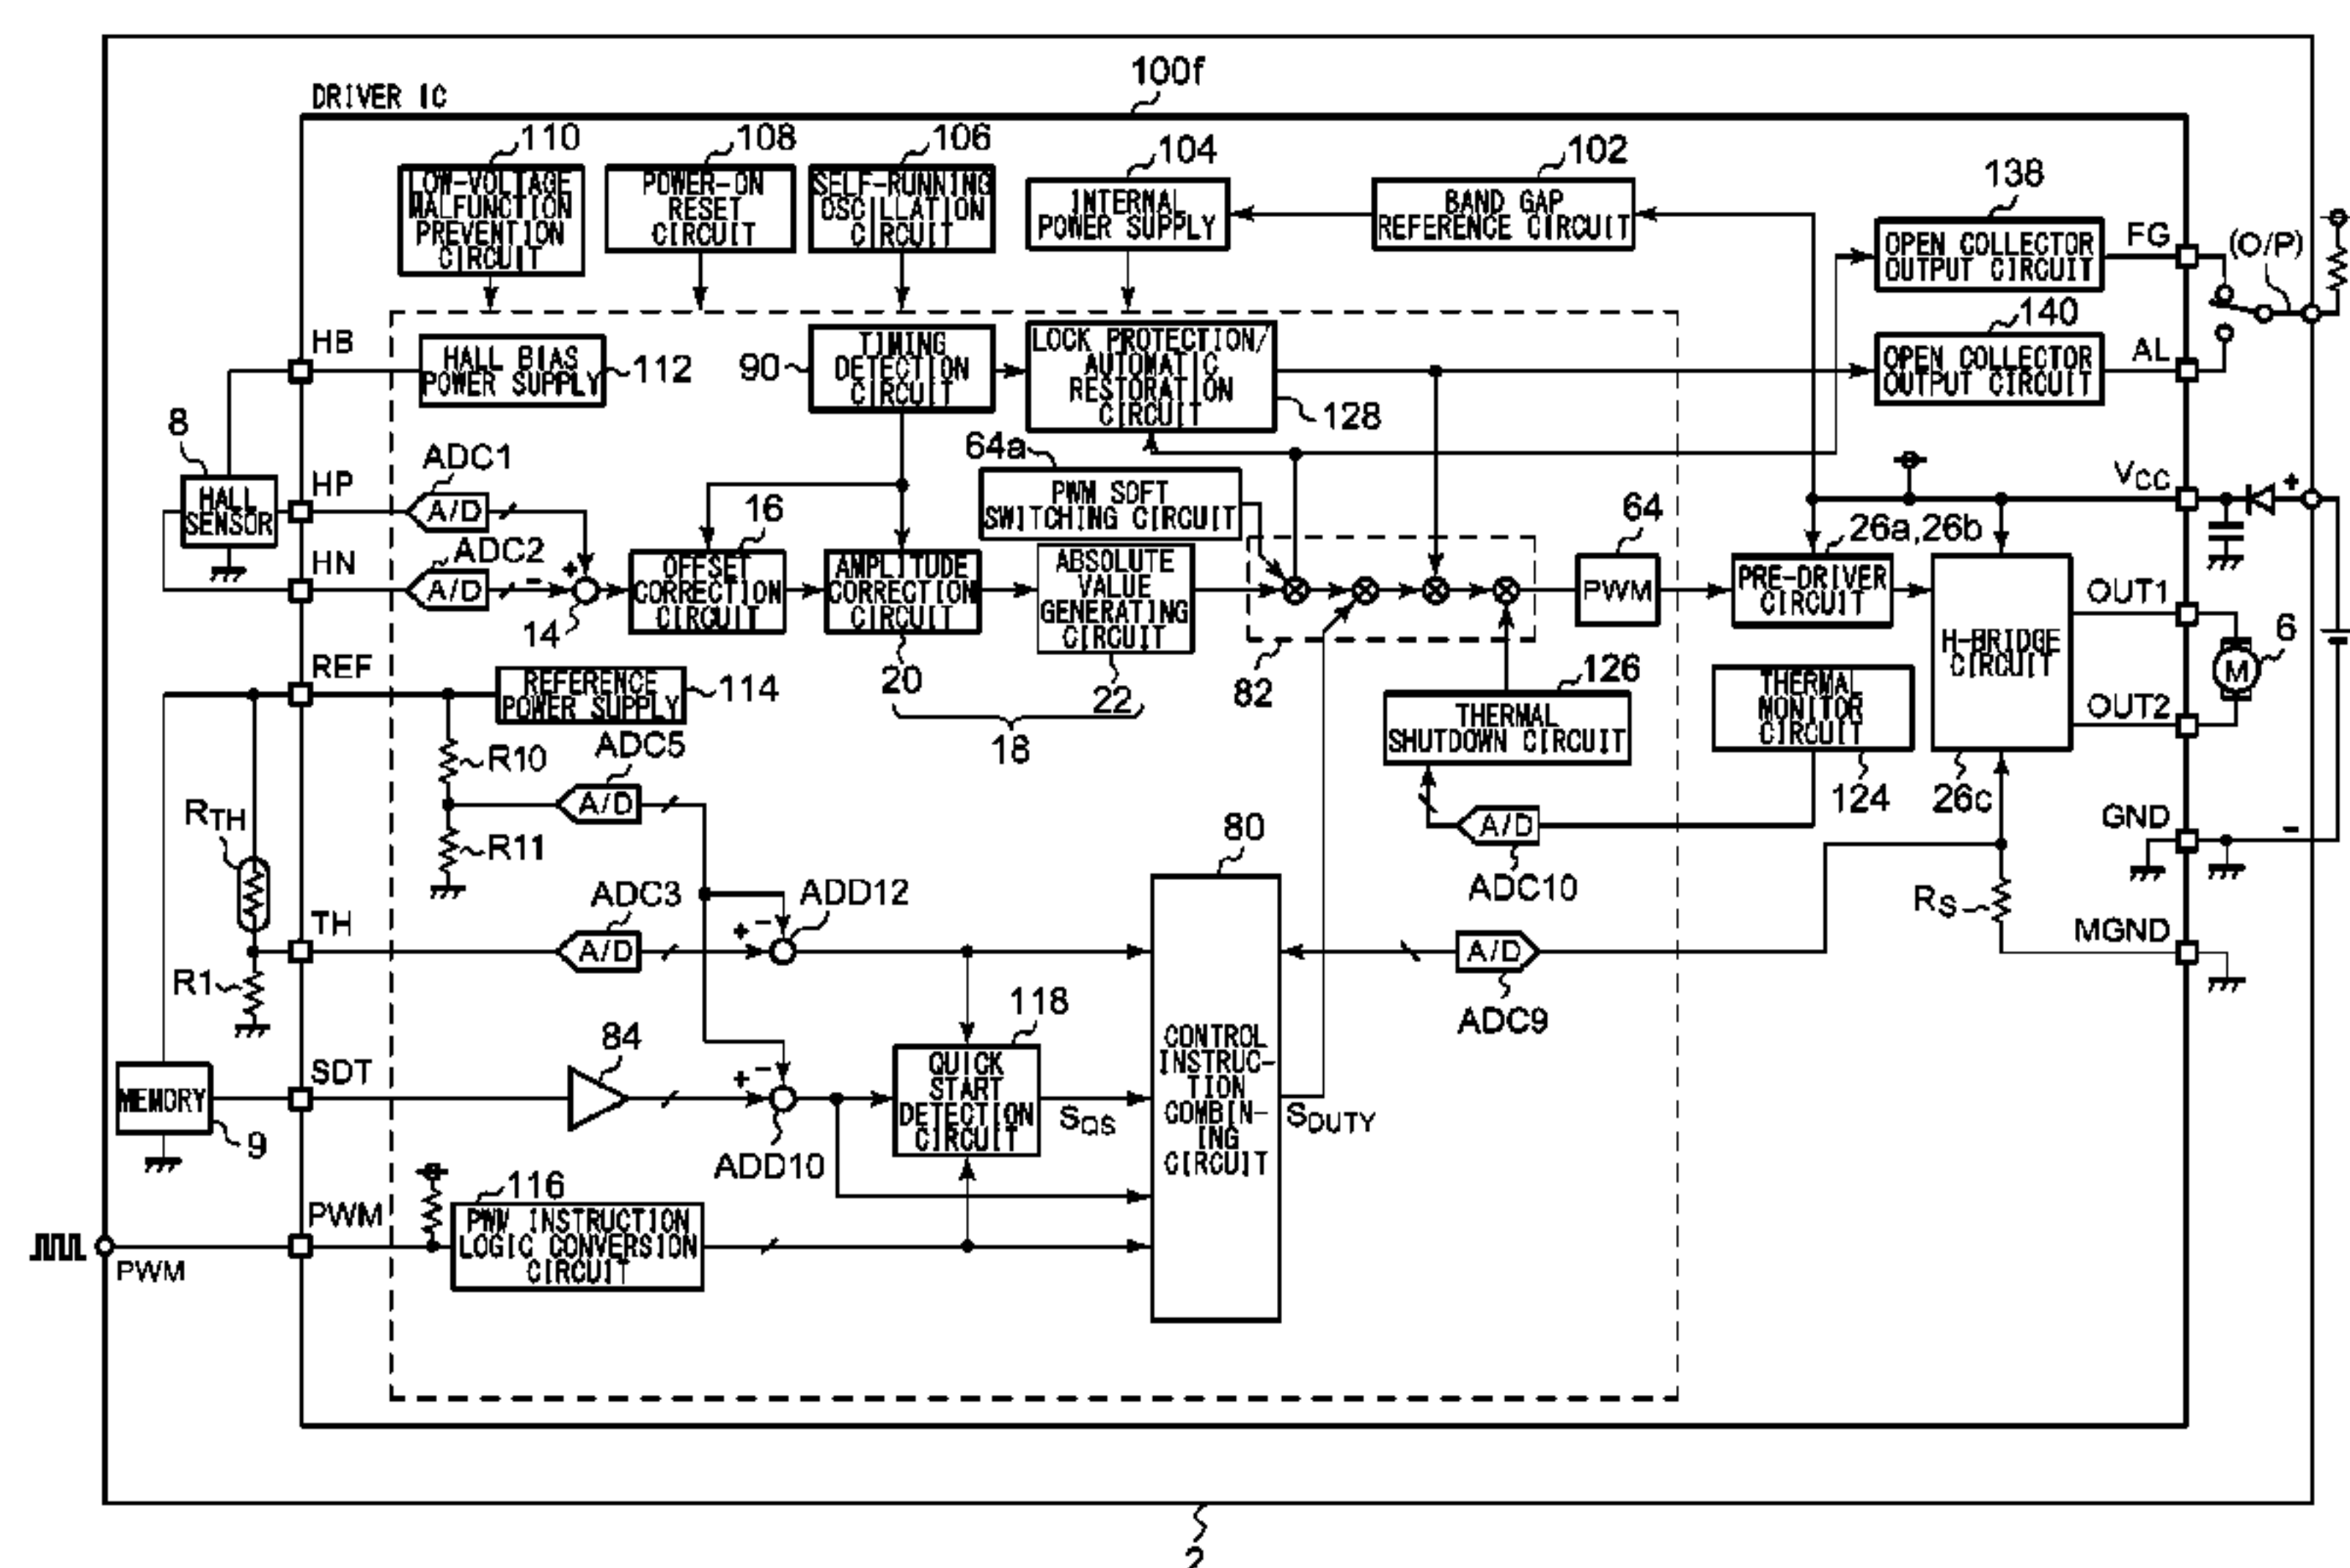 100f
DRIVER IC
110
108
106
104
102
138
LOW-VOLTAGE
MALFUNCTION
PREVENTION
CIRCUIT
POWER-ON
RESET
CIRCUIT
SELF-RUNNING
OSCILLATION
CIRCUIT
INTERNAL
POWER SUPPLY
BAND GAP
REFERENCE CIRCUIT
OPEN COLLECTOR
OUTPUT CIRCUIT
FG
(O/P)
140
HB
HALL BIAS
POWER SUPPLY
112
90
TIMING
DETECTION
CIRCUIT
LOCK PROTECTION/
AUTOMATIC
RESTORATION
CIRCUIT
128
OPEN COLLECTOR
OUTPUT CIRCUIT
AL
8
HALL
SENSOR
HP
ADC1
A/D
64a
PWM SOFT
SWITCHING CIRCUIT
VCC
+
HN
ADC2
A/D
-
+
14
16
OFFSET
CORRECTION
CIRCUIT
AMPLITUDE
CORRECTION
CIRCUIT
20
ABSOLUTE
VALUE
GENERATING
CIRCUIT
22
18
82
64
PWM
26a,26b
PRE-DRIVER
CIRCUIT
H-BRIDGE
CIRCUIT
26c
OUT1
M
6
OUT2
REF
REFERENCE
POWER SUPPLY
114
126
THERMAL
SHUTDOWN CIRCUIT
THERMAL
MONITOR
CIRCUIT
124
R10
ADC5
A/D
R11
A/D
ADC10
GND
-
RTH
80
TH
ADC3
A/D
+
-
ADD12
A/D
ADC9
RS
MGND
R1
118
SDT
84
+
-
ADD10
QUICK
START
DETECTION
CIRCUIT
SQS
CONTROL
INSTRUC-
TION
COMBIN-
ING
CIRCUIT
SDUTY
MEMORY
9
PWM
116
PWM INSTRUCTION
LOGIC CONVERSION
CIRCUIT
PWM
2